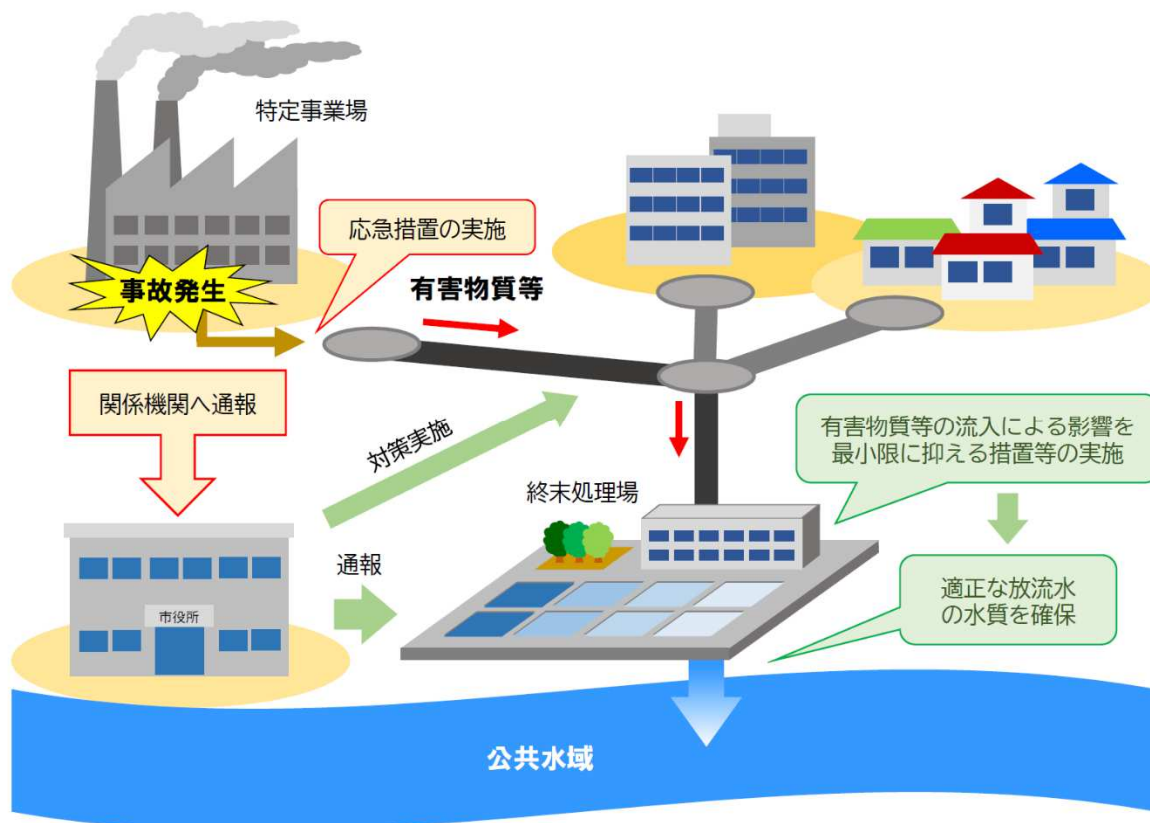 特定事業場
応急措置の実施
事故発生
有害物質等
関係機関へ通報
対策実施
有害物質等の流入による影響を
最小限に抑える措置等の実施
終末処理場
通報
適正な放流水
の水質を確保
市役所
公共水域